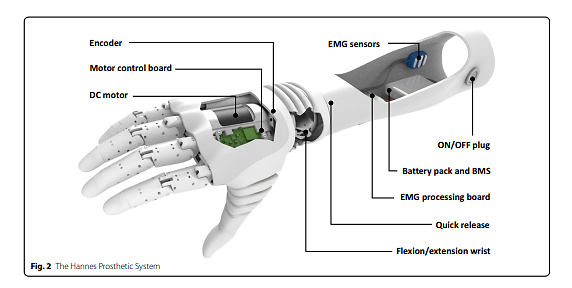 Encoder
EMG sensors
Motor control board
DC motor
ON/OFF plug
Battery pack and BMS
EMG processing board
Quick release
Flexion/extension wrist
Fig. 2 The Hannes Prosthetic System